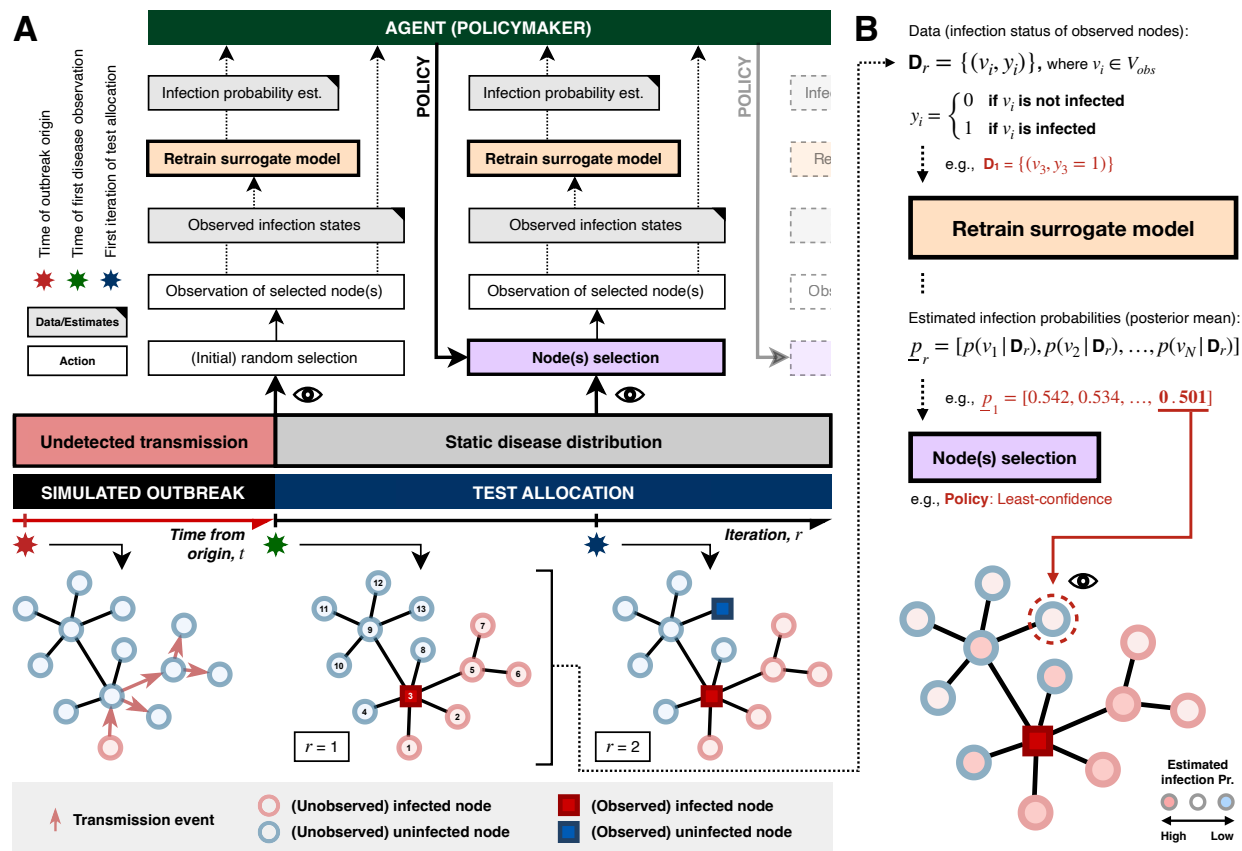 A
AGENT (POLICYMAKER)
Time of outbreak origin
Time of first disease observation
First iteration of test allocation
Infection probability est.
Retrain surrogate model
Observed infection states
Observation of selected node(s)
(Initial) random selection
POLICY
Infection probability est.
Retrain surrogate model
Observed infection states
Observation of selected node(s)
Node(s) selection
POLICY
Infe
Re
Obs
Data/Estimates
Action
Undetected transmission
Static disease distribution
SIMULATED OUTBREAK
TEST ALLOCATION
Time from
origin, t
Iteration, r
12
11
13
9
10
8
7
5
6
3
4
2
1
r = 1
r = 2
Transmission event
(Unobserved) infected node
(Unobserved) uninfected node
(Observed) infected node
(Observed) uninfected node
B
Data (infection status of observed nodes):
D_r = {(v_i, y_i)}, where v_i ∈ V_obs
y_i = { 0 if v_i is not infected
1 if v_i is infected
e.g., D_1 = {(v_3, y_3 = 1)}
Retrain surrogate model
Estimated infection probabilities (posterior mean):
p_r = [p(v_1 | D_r), p(v_2 | D_r), …, p(v_N | D_r)]
e.g., p_1 = [0.542, 0.534, …, 0.501]
Node(s) selection
e.g., Policy: Least-confidence
Estimated
infection Pr.
High
Low